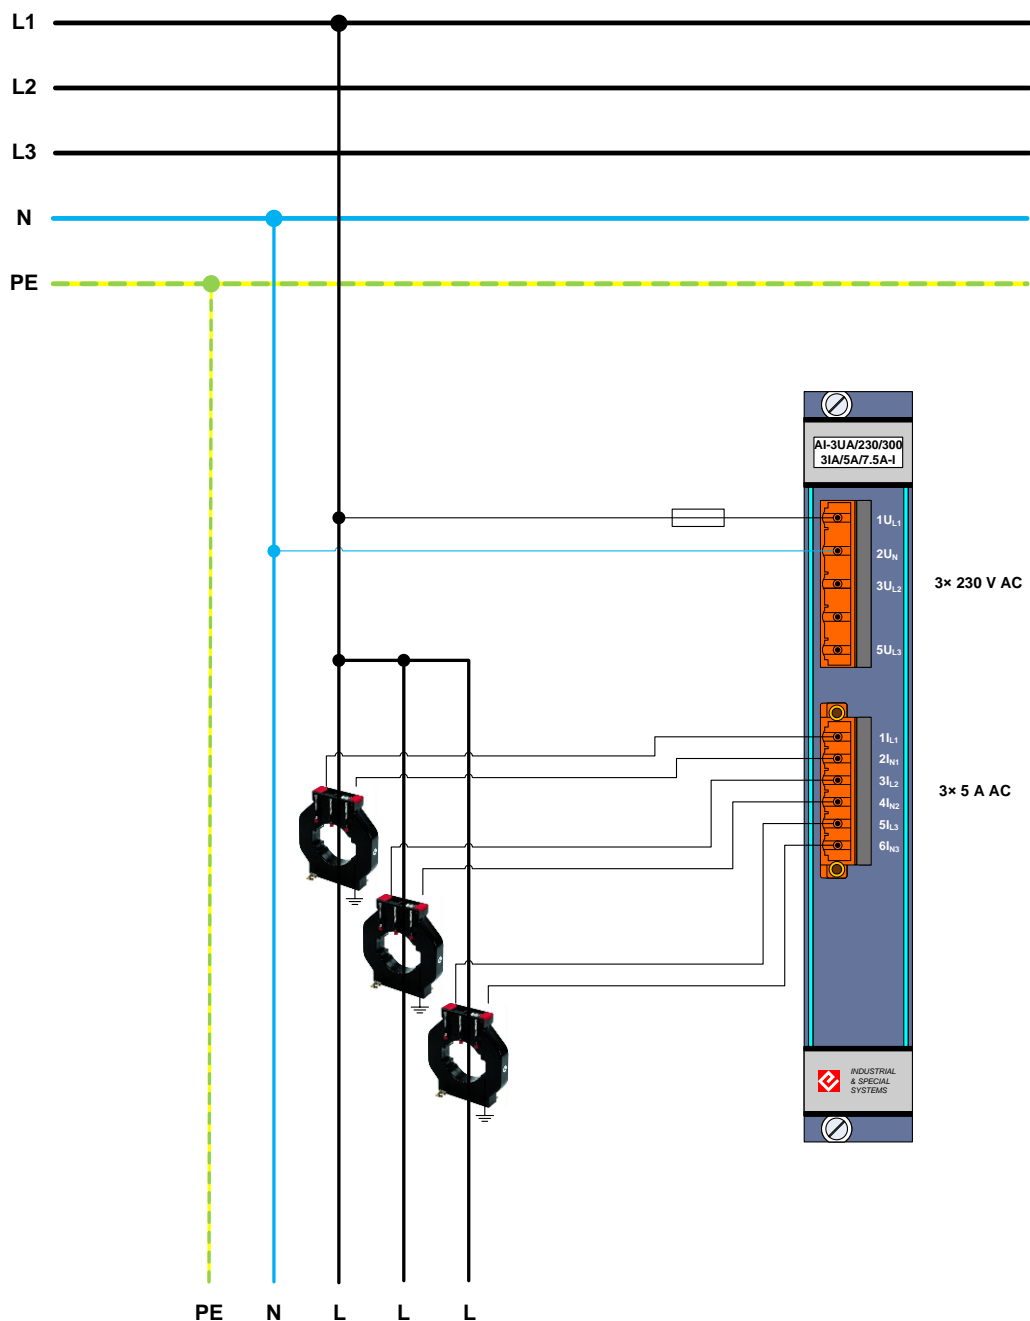 L1
L2
L3
N
PE
AI-3UA/230/300
3IA/5A/7.5A-I
1UL1
2UN
3UL2
5UL3
3× 230 V AC
1IL1
2IN1
3IL2
4IN2
5IL3
6IN3
3× 5 A AC
INDUSTRIAL
& SPECIAL
SYSTEMS
PE N L L L